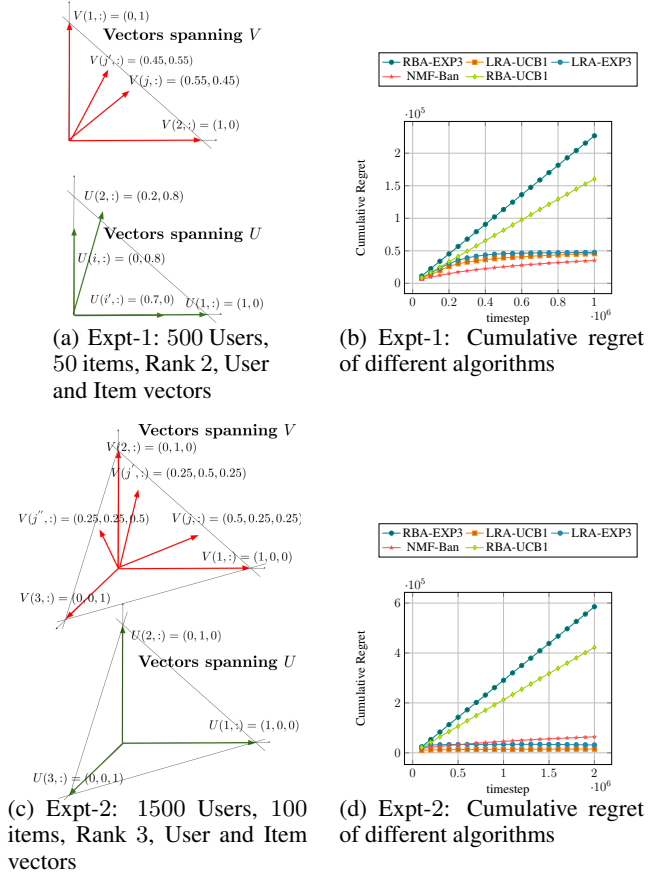 V(1,:) = (0,1)
Vectors spanning V
V(j′,:) = (0.45,0.55)
V(j,:) = (0.55,0.45)
V(2,:) = (1,0)
U(2,:) = (0.2,0.8)
Vectors spanning U
U(i,:) = (0,0.8)
U(i′,:) = (0.7,0)
U(1,:) = (1,0)
(a) Expt-1: 500 Users,
50 items, Rank 2, User
and Item vectors
RBA-EXP3 LRA-UCB1 LRA-EXP3
NMF-Ban RBA-UCB1
·10⁵
2
1.5
1
0.5
0
Cumulative Regret
0 0.2 0.4 0.6 0.8 1
timestep
·10⁶
(b) Expt-1: Cumulative regret
of different algorithms
Vectors spanning V
V(2,:) = (0,1,0)
V(j′,:) = (0.25,0.5,0.25)
V(j″,:) = (0.25,0.25,0.5)
V(j,:) = (0.5,0.25,0.25)
V(1,:) = (1,0,0)
V(3,:) = (0,0,1)
U(2,:) = (0,1,0)
Vectors spanning U
U(1,:) = (1,0,0)
U(3,:) = (0,0,1)
(c) Expt-2: 1500 Users, 100
items, Rank 3, User and Item
vectors
RBA-EXP3 LRA-UCB1 LRA-EXP3
NMF-Ban RBA-UCB1
·10⁵
6
4
2
0
Cumulative Regret
0 0.5 1 1.5 2
timestep
·10⁶
(d) Expt-2: Cumulative regret
of different algorithms